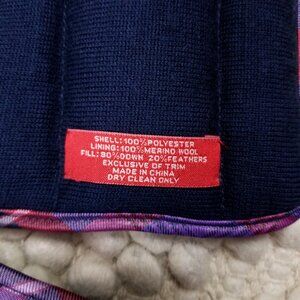 SHELL: 100% POLYESTER
LINING: 100% MERINO WOOL
FILL: 80% DOWN 20% FEATHERS
EXCLUSIVE OF TRIM
MADE IN CHINA
DRY CLEAN ONLY